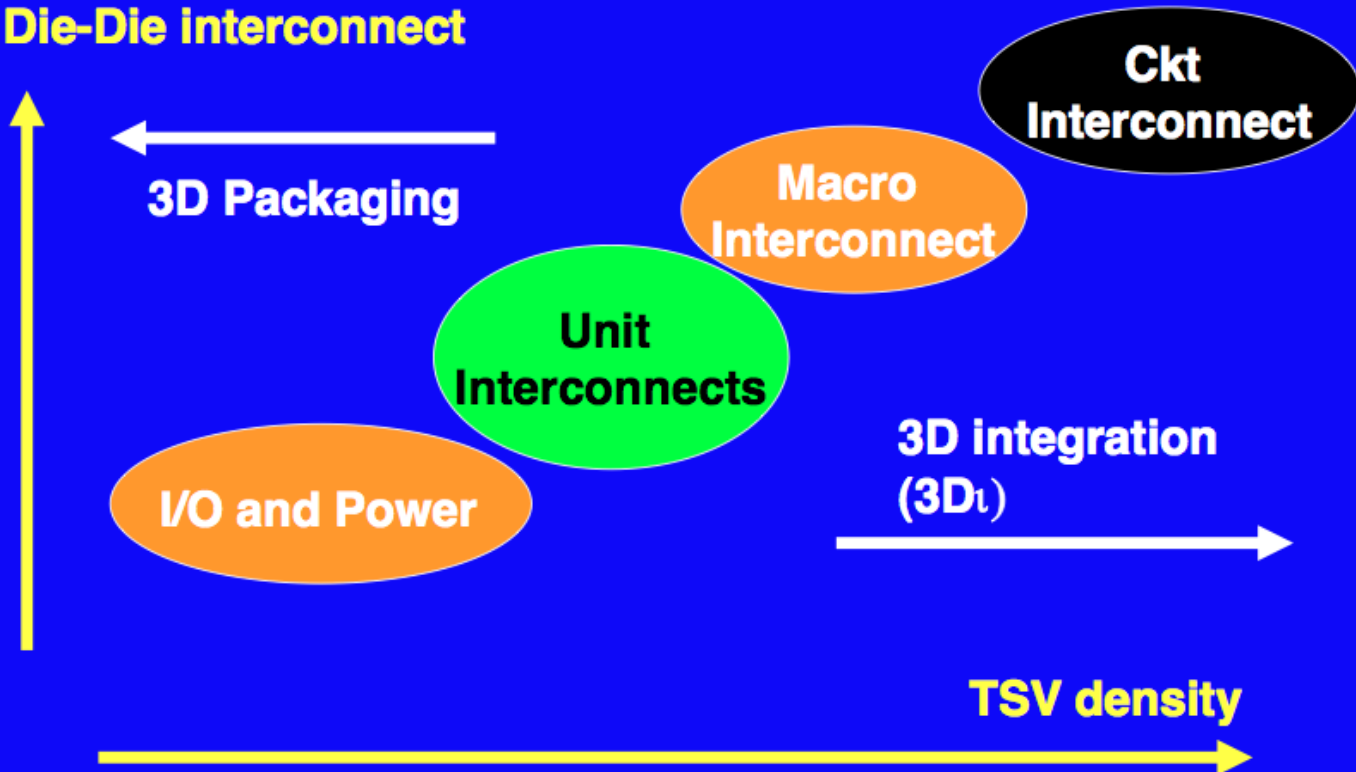 Die-Die interconnect
Ckt
Interconnect
3D Packaging
Macro
Interconnect
Unit
Interconnects
3D integration
(3Dι)
I/O and Power
TSV density